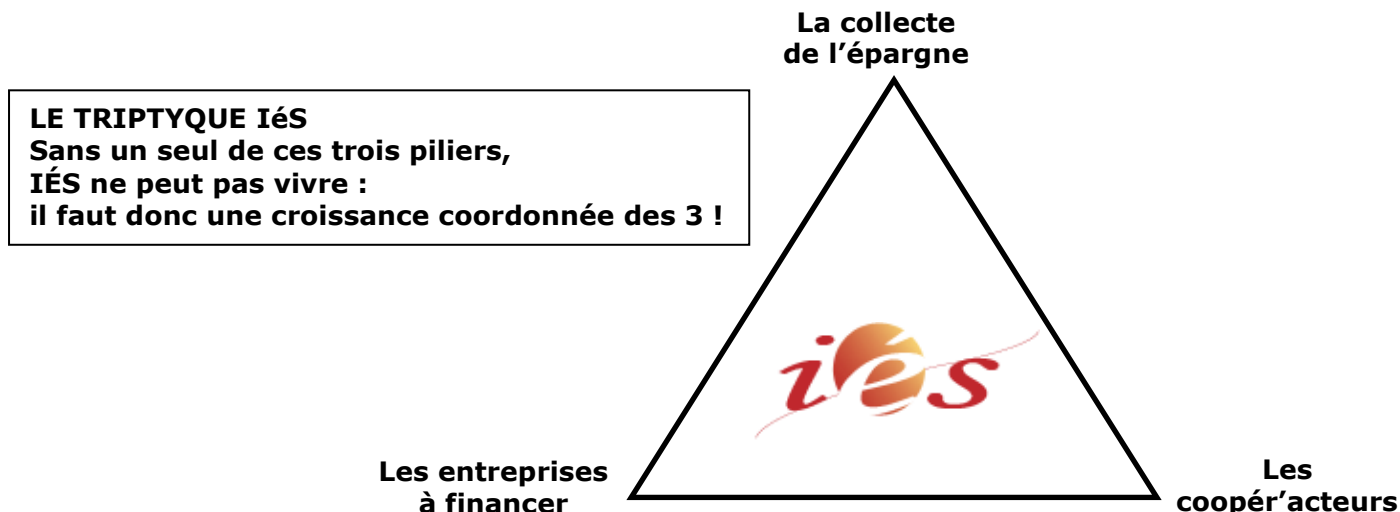 La collecte
de l’épargne
LE TRIPTYQUE IéS
Sans un seul de ces trois piliers,
IÉS ne peut pas vivre :
il faut donc une croissance coordonnée des 3 !
iés
Les entreprises
à financer
Les
coopér’acteurs